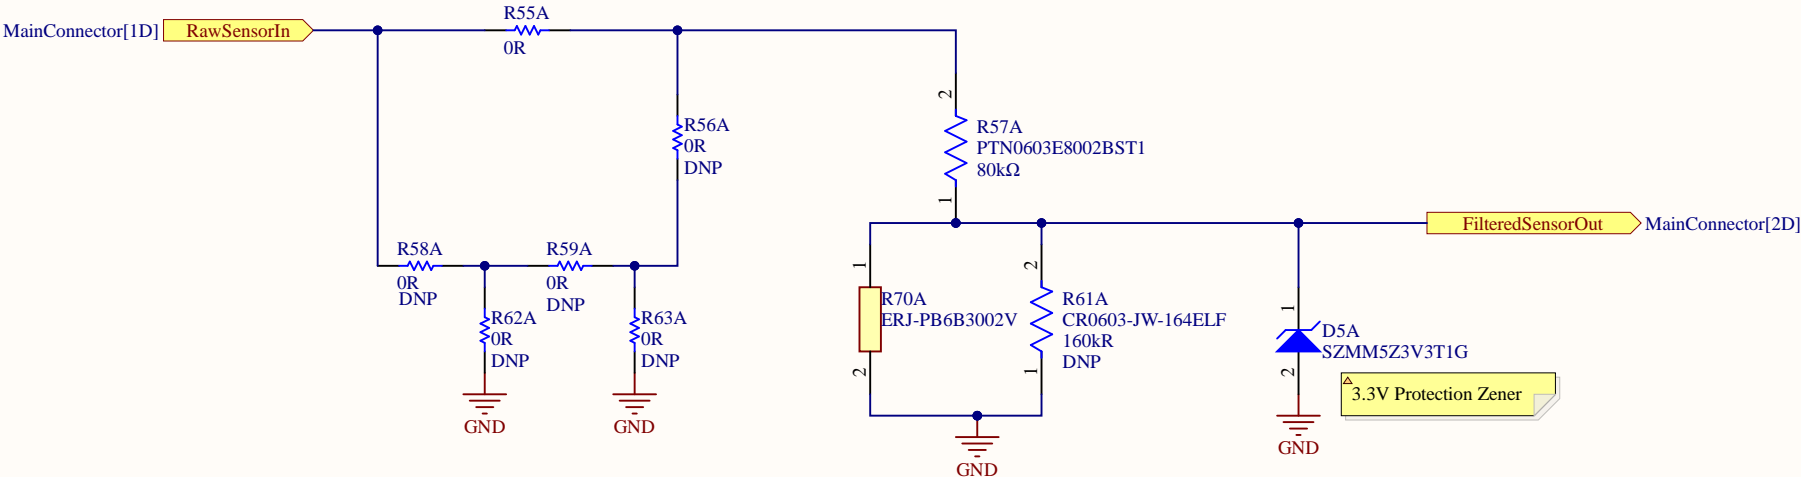 MainConnector[1D]
RawSensorIn
R55A
0R
R56A
0R
DNP
2
R57A
PTN0603E8002BST1
80kΩ
1
FilteredSensorOut
MainConnector[2D]
R58A
0R
DNP
R59A
0R
DNP
R62A
0R
DNP
GND
R63A
0R
DNP
GND
1
R70A
ERJ-PB6B3002V
2
2
R61A
CR0603-JW-164ELF
160kR
DNP
1
GND
1
D5A
SZMM5Z3V3T1G
2
3.3V Protection Zener
GND